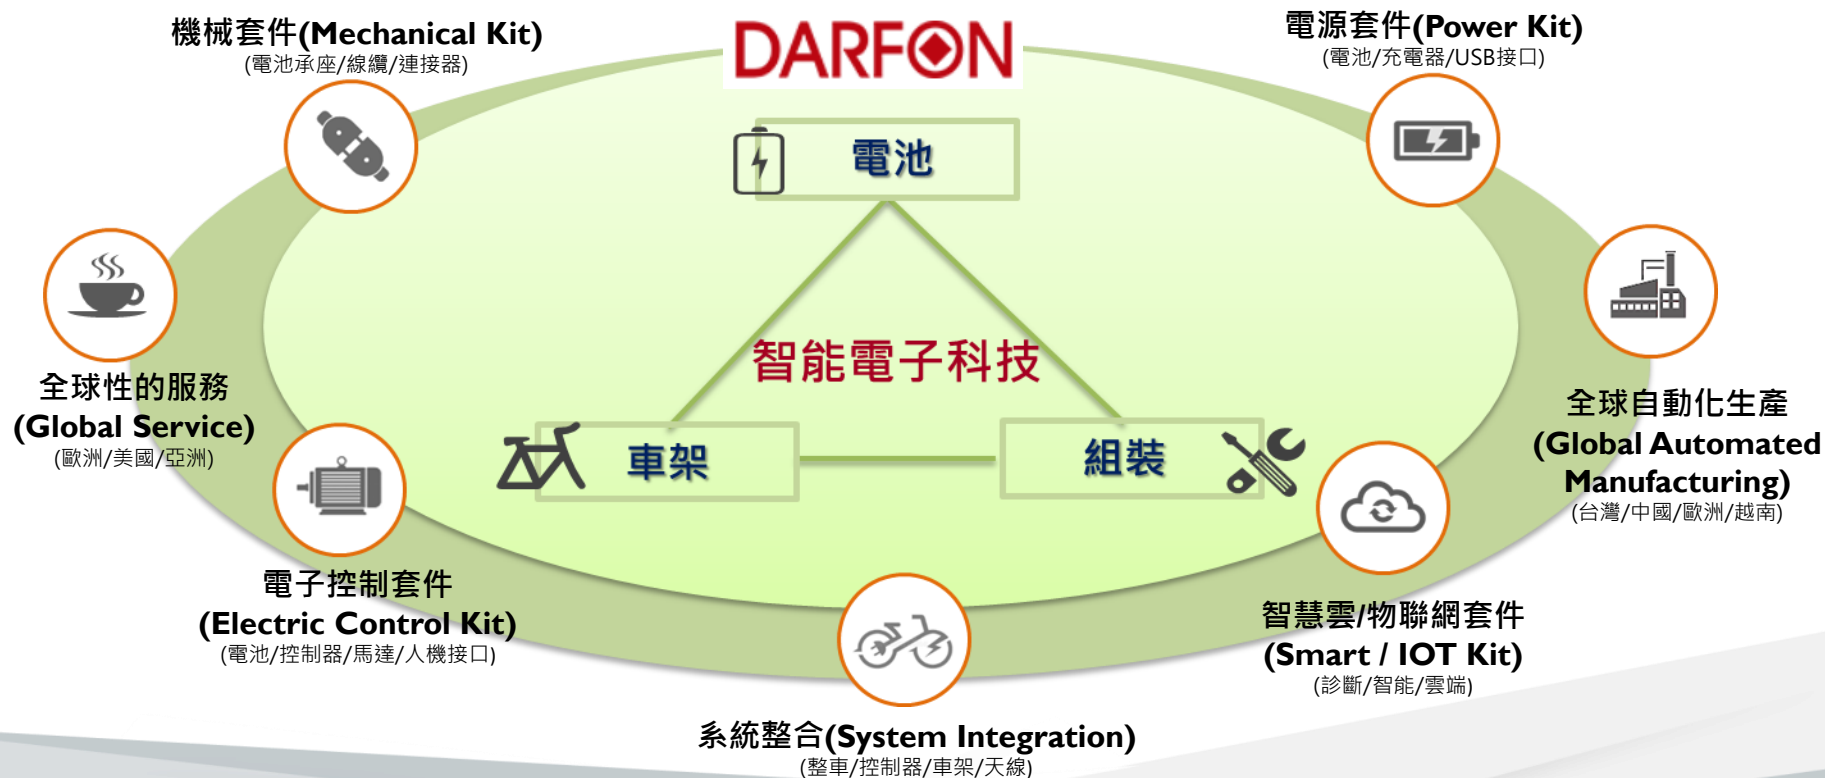 機械套件(Mechanical Kit)
(電池承座/線纜/連接器)
DARFON
電源套件(Power Kit)
(電池/充電器/USB接口)
電池
智能電子科技
車架
組裝
全球性的服務
(Global Service)
(歐洲/美國/亞洲)
全球自動化生產
(Global Automated
Manufacturing)
(台灣/中國/歐洲/越南)
電子控制套件
(Electric Control Kit)
(電池/控制器/馬達/人機接口)
智慧雲/物聯網套件
(Smart / IOT Kit)
(診斷/智能/雲端)
系統整合(System Integration)
(整車/控制器/車架/天線)